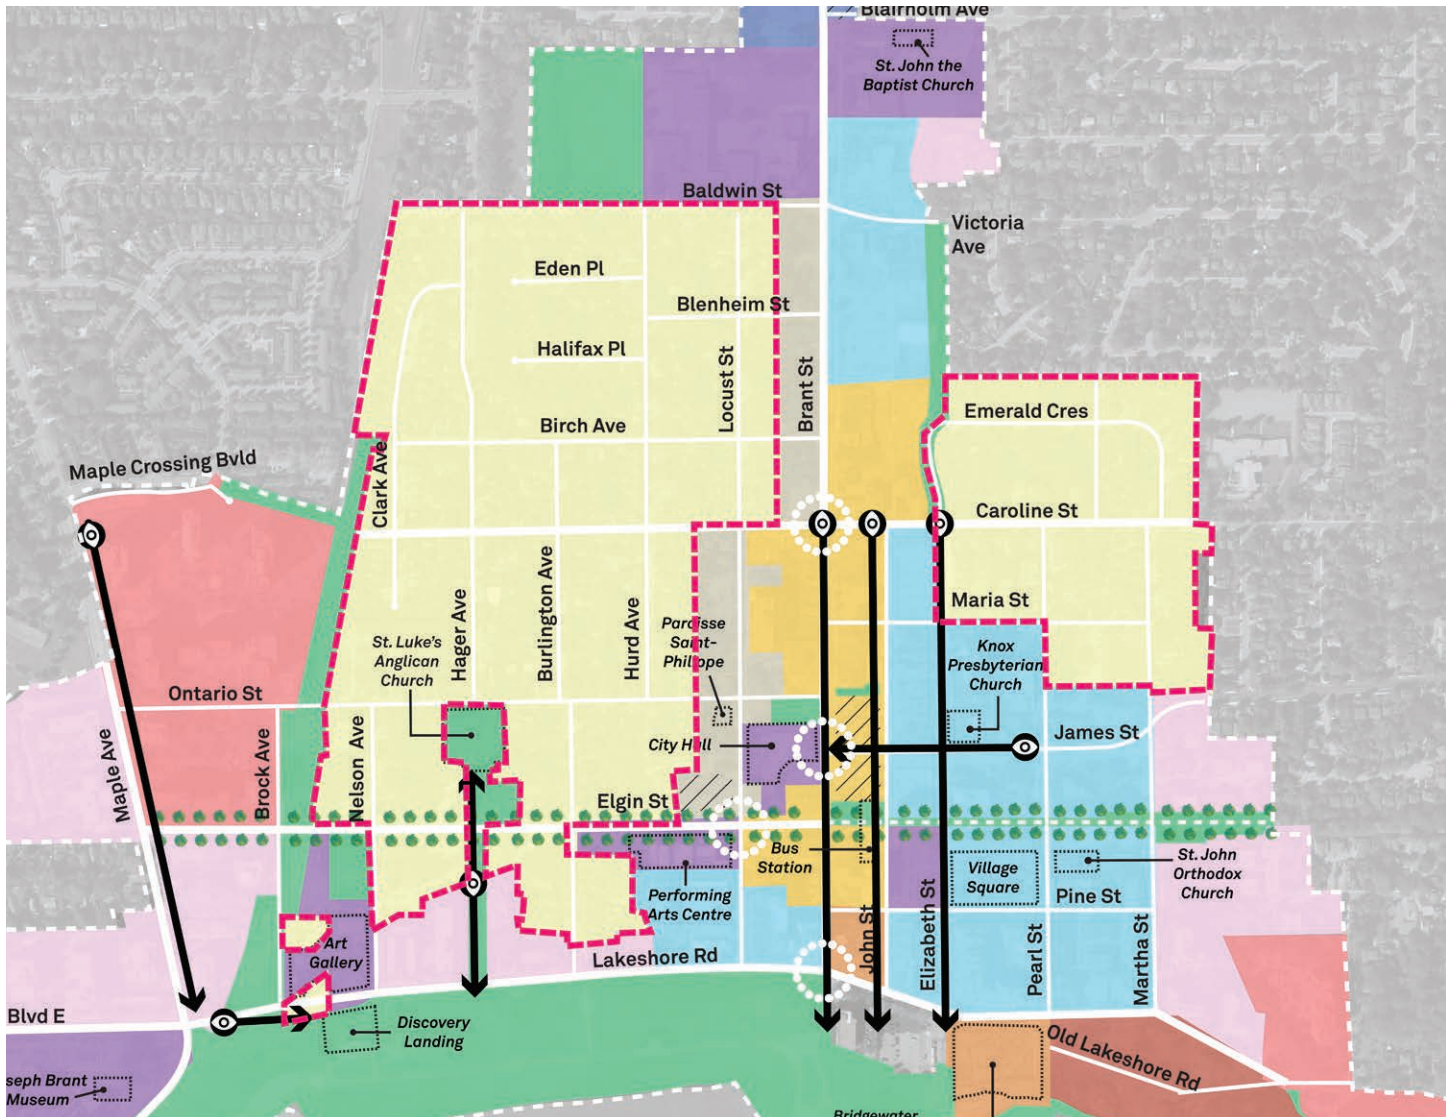 Blairholm Ave
St. John the
Baptist Church
Baldwin St
Victoria
Ave
Eden Pl
Blenheim St
Halifax Pl
Locust St
Brant St
Emerald Cres
Birch Ave
Maple Crossing Bvld
Clark Ave
Caroline St
Hager Ave
Burlington Ave
Hurd Ave
Maria St
St. Luke's
Anglican
Church
Paroisse
Saint-
Philippe
Knox
Presbyterian
Church
Ontario St
Maple Ave
Brock Ave
Nelson Ave
City Hall
James St
Elgin St
Bus
Station
Performing
Arts Centre
Village
Square
St. John
Orthodox
Church
Pine St
Art
Gallery
Lakeshore Rd
John St
Elizabeth St
Pearl St
Martha St
Blvd E
Discovery
Landing
Old Lakeshore Rd
seph Brant
Museum
Bridgewater